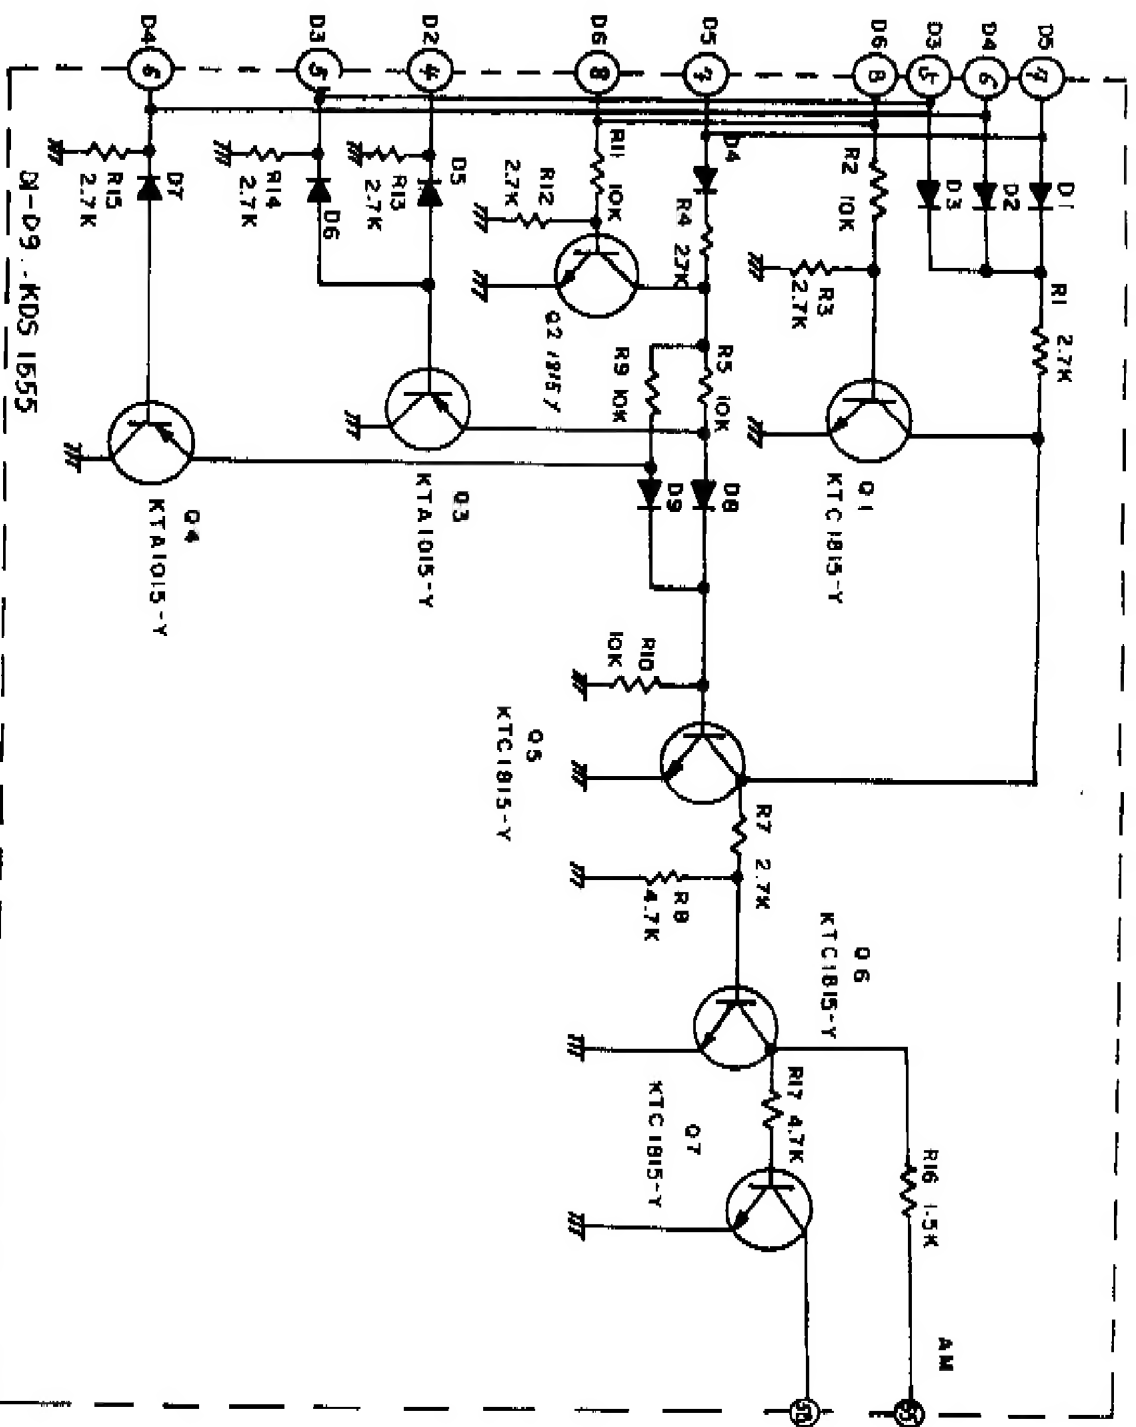 D5
D4
D3
D6
D5
D6
D2
D3
D4
7
6
5
8
7
8
4
5
6
D1
D2
D3
R1
2.7K
R2
10K
R3
2.7K
D4
R4
2.7K
R11
10K
R12
2.7K
Q2 1815Y
R5
10K
R9 10K
D5
R13
2.7K
D6
R14
2.7K
D7
R15
2.7K
Q1
KTC1815-Y
D8
D9
Q3
KTA1015-Y
Q4
KTA1015-Y
R10
10K
Q5
KTC1815-Y
R7
2.7K
R8
4.7K
Q6
KTC1815-Y
R17
4.7K
Q7
KTC1815-Y
R16
1.5K
AM
D1-D9..KDS 1555